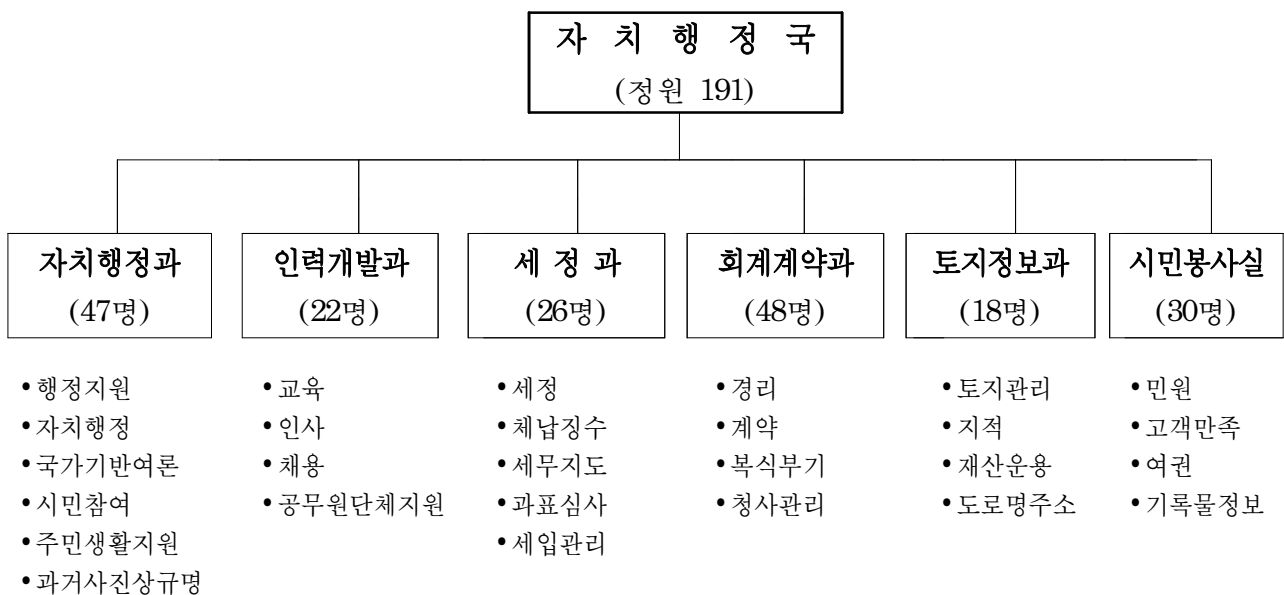 자 치 행 정 국
(정원 191)
자치행정과
(47명)
인력개발과
(22명)
세 정 과
(26명)
회계계약과
(48명)
토지정보과
(18명)
시민봉사실
(30명)
•행정지원
•자치행정
•국가기반여론
•시민참여
•주민생활지원
•과거사진상규명
•교육
•인사
•채용
•공무원단체지원
•세정
•체납징수
•세무지도
•과표심사
•세입관리
•경리
•계약
•복식부기
•청사관리
•토지관리
•지적
•재산운용
•도로명주소
•민원
•고객만족
•여권
•기록물정보